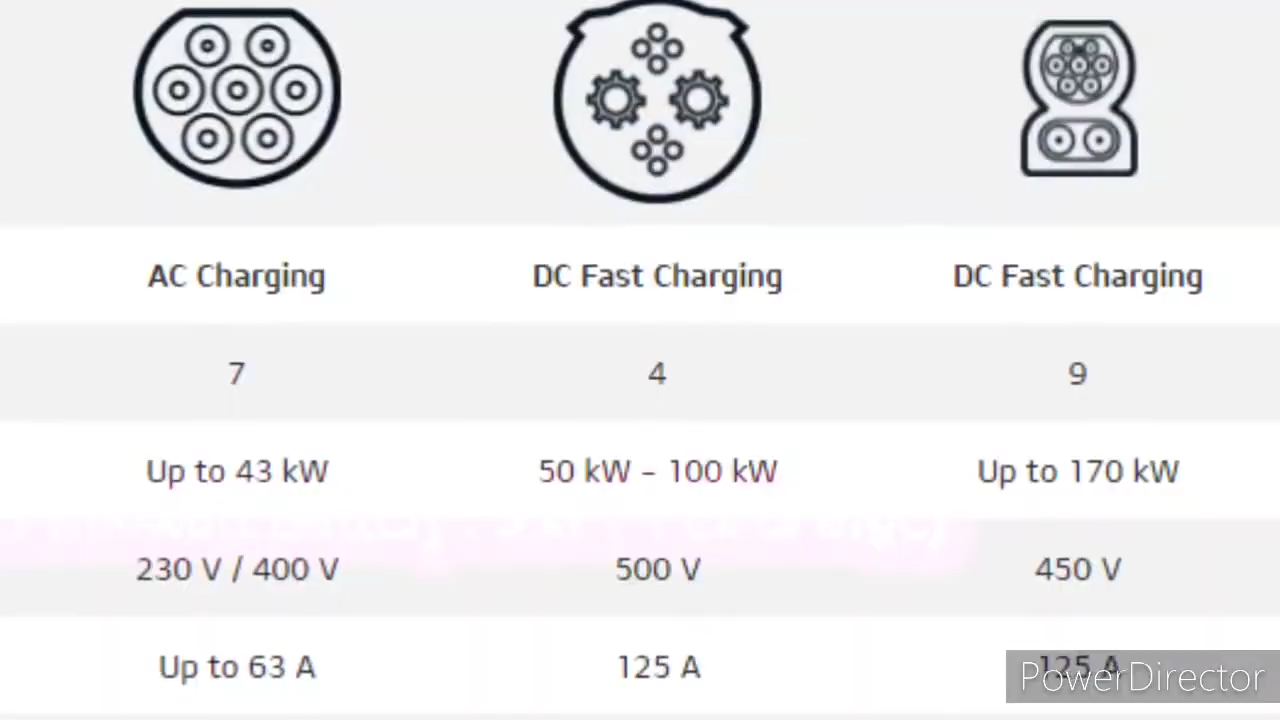 AC Charging DC Fast Charging DC Fast Charging
7 4 9
Up to 43 kW 50 kW – 100 kW Up to 170 kW
230 V / 400 V 500 V 450 V
Up to 63 A 125 A 125 A
PowerDirector